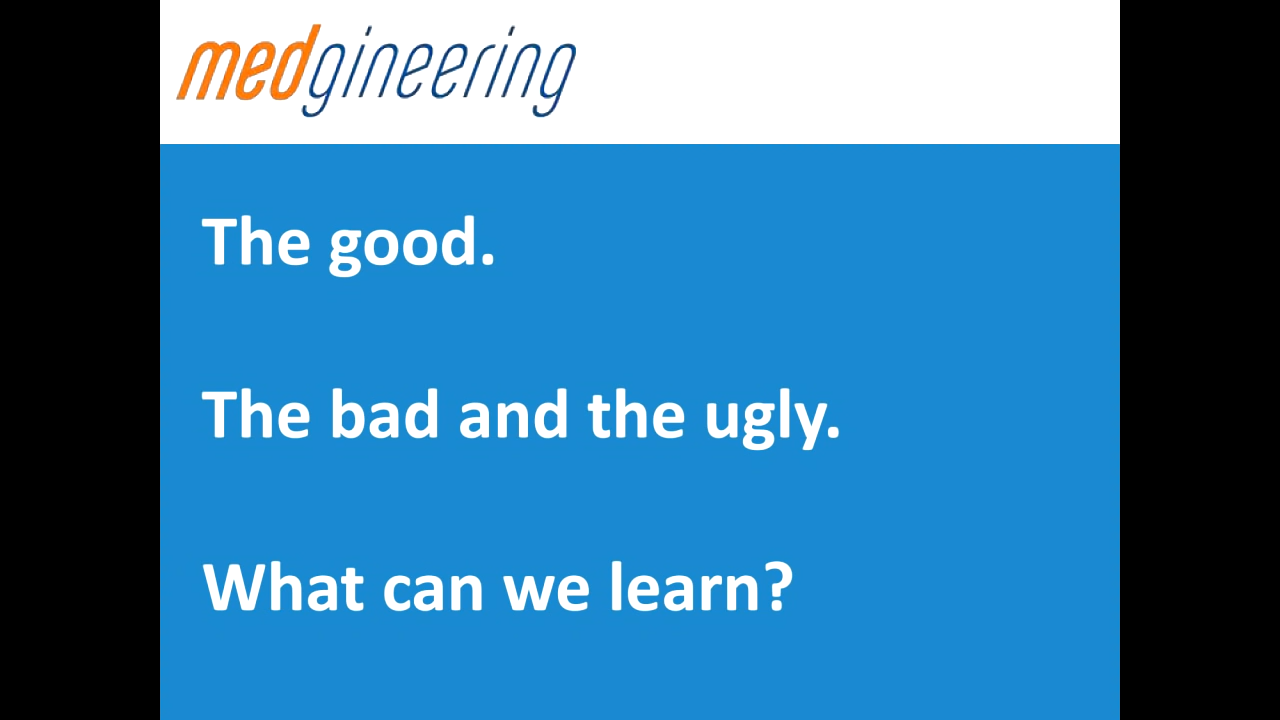 medgineering
The good.
The bad and the ugly.
What can we learn?